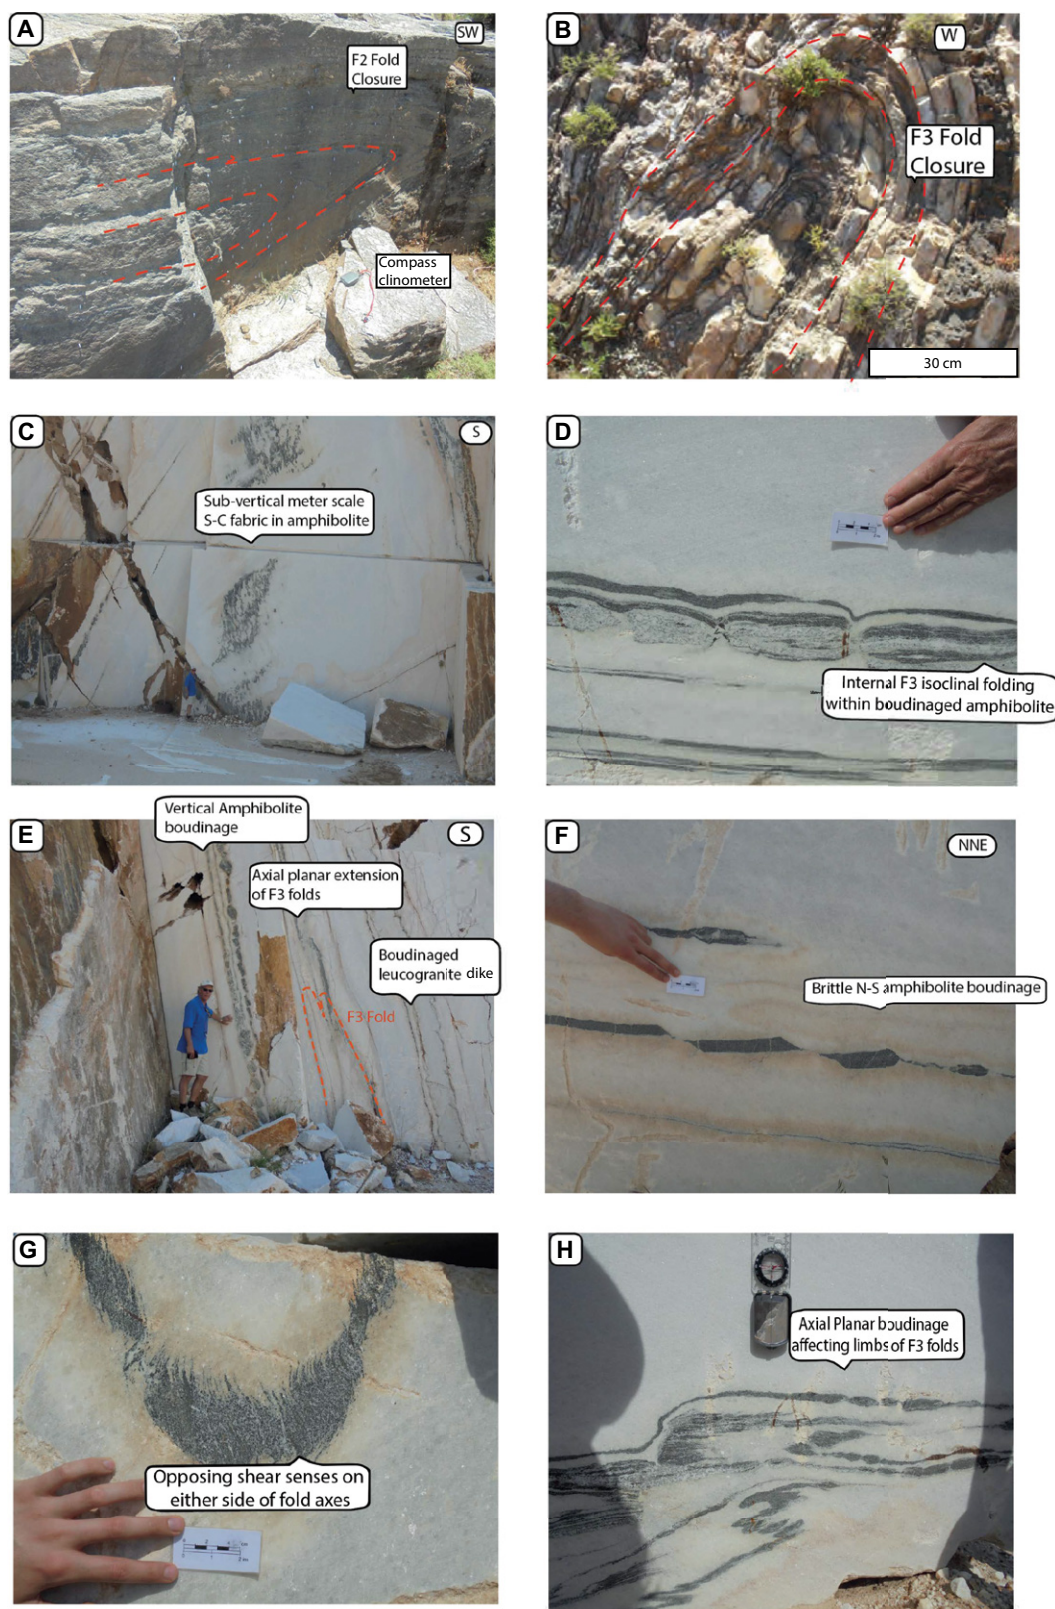 A
SW
F2 Fold
Closure
Compass
clinometer
B
W
F3 Fold
Closure
30 cm
C
S
Sub-vertical meter scale
S-C fabric in amphibolite
D
Internal F3 isoclinal folding
within boudinaged amphibolite
E
Vertical Amphibolite
boudinage
S
Axial planar extension
of F3 folds
Boudinaged
leucogranite dike
F3 Fold
F
NNE
Brittle N-S amphibolite boudinage
G
Opposing shear senses on
either side of fold axes
H
Axial Planar boudinage
affecting limbs of F3 folds